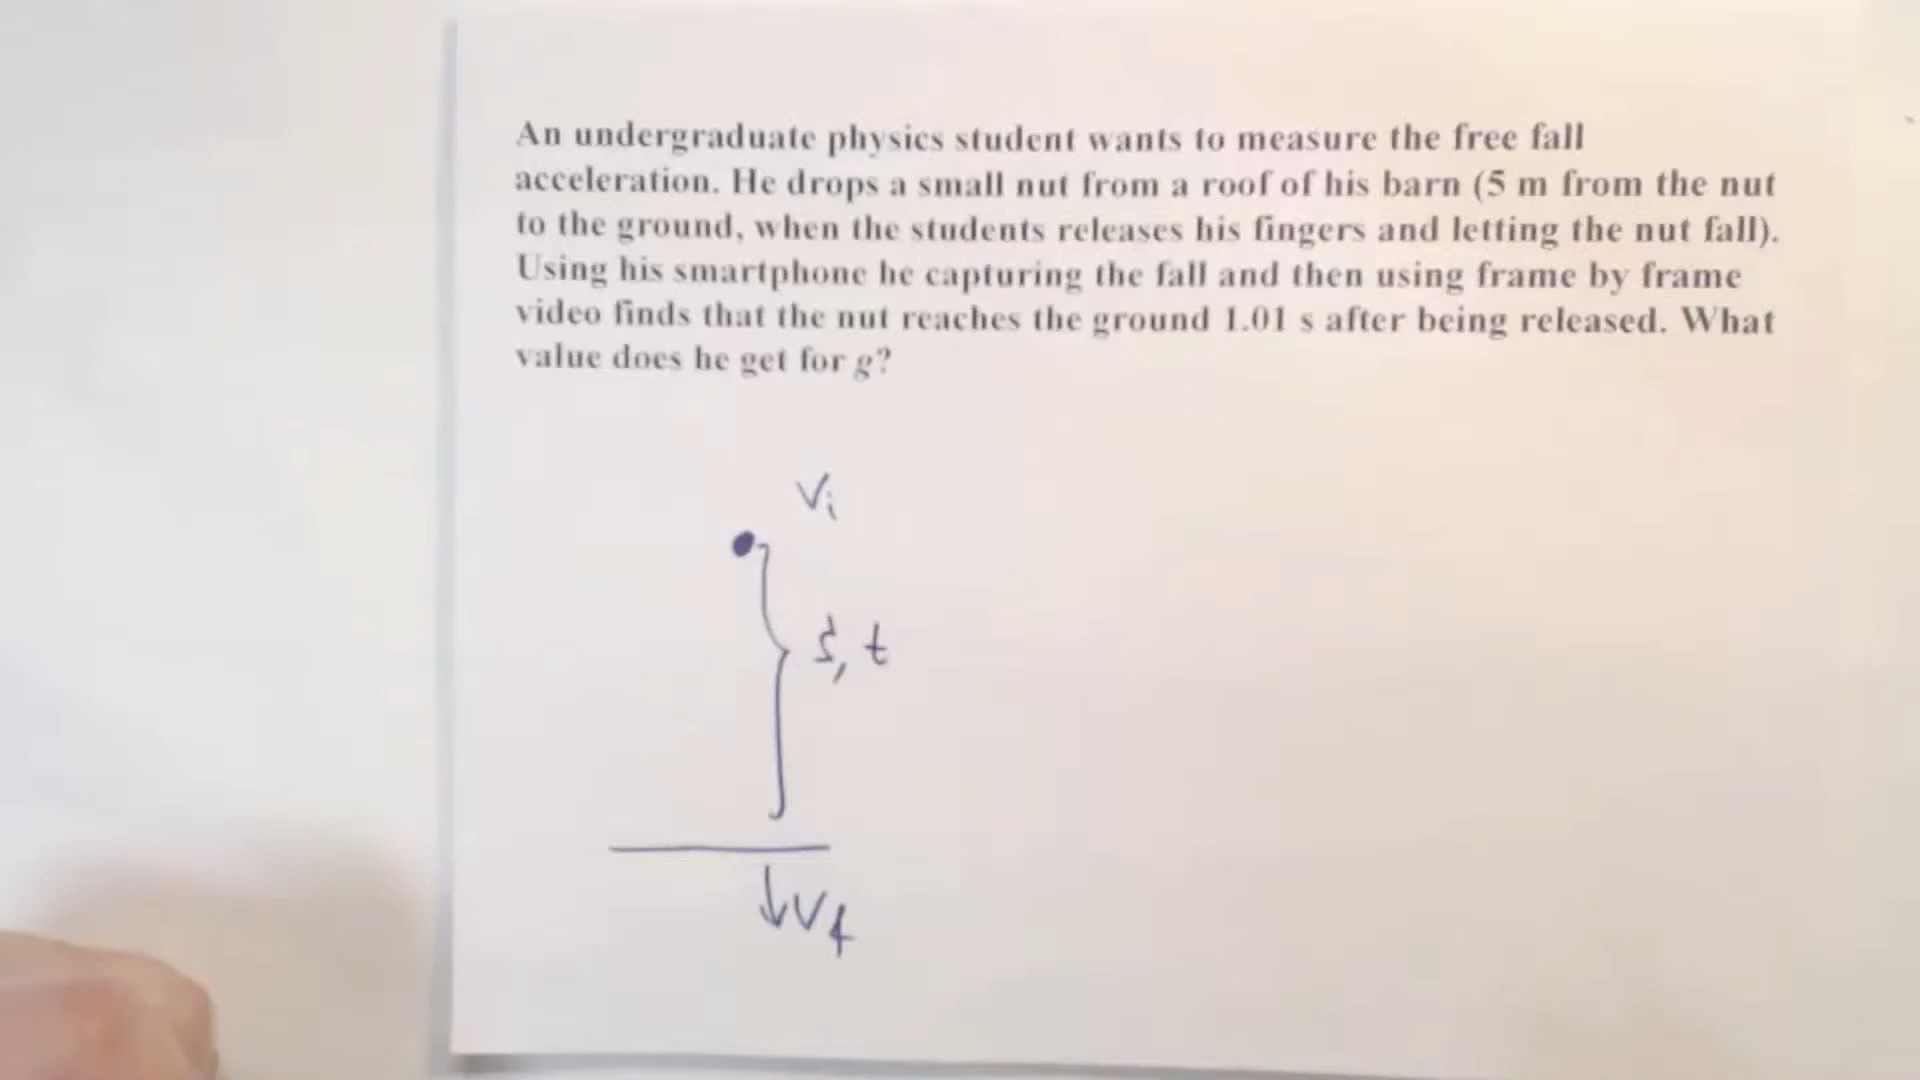 An undergraduate physics student wants to measure the free fall
acceleration. He drops a small nut from a roof of his barn (5 m from the nut
to the ground, when the students releases his fingers and letting the nut fall).
Using his smartphone he capturing the fall and then using frame by frame
video finds that the nut reaches the ground 1.01 s after being released. What
value does he get for g?
Vi
S, t
Vf